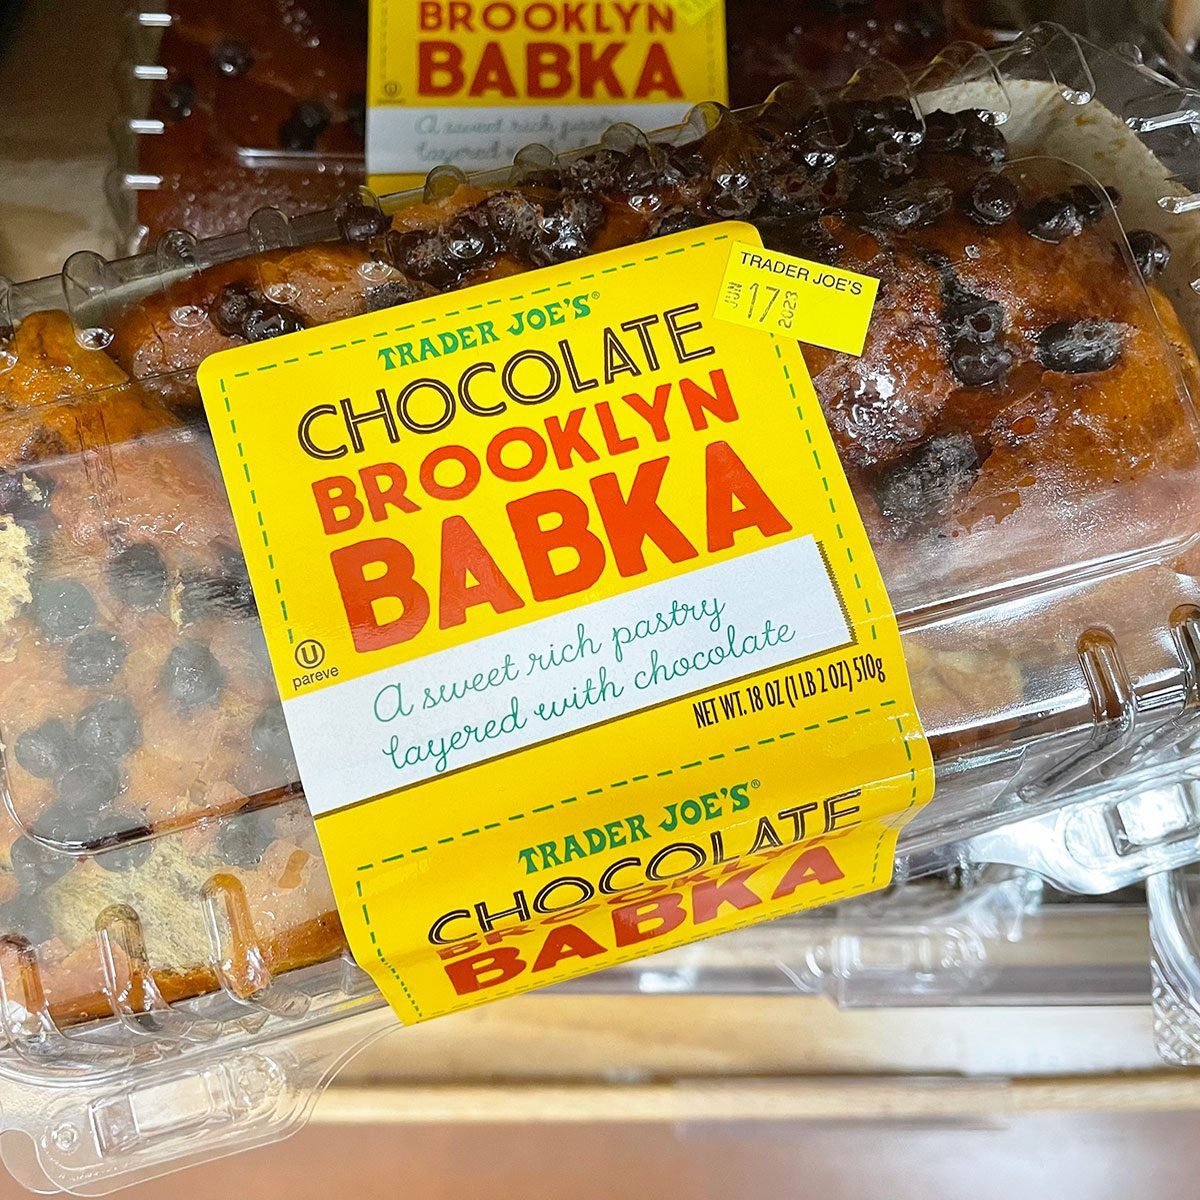 BROOKLYN
BABKA
A sweet rich pastry
layered with
TRADER JOE'S®
CHOCOLATE
BROOKLYN
BABKA
TRADER JOE'S
JUN 17 2023
U
pareve
A sweet rich pastry
layered with chocolate
NET WT. 18 OZ (1 LB 2 OZ) 510g
TRADER JOE'S®
CHOCOLATE
BROOKLYN
BABKA